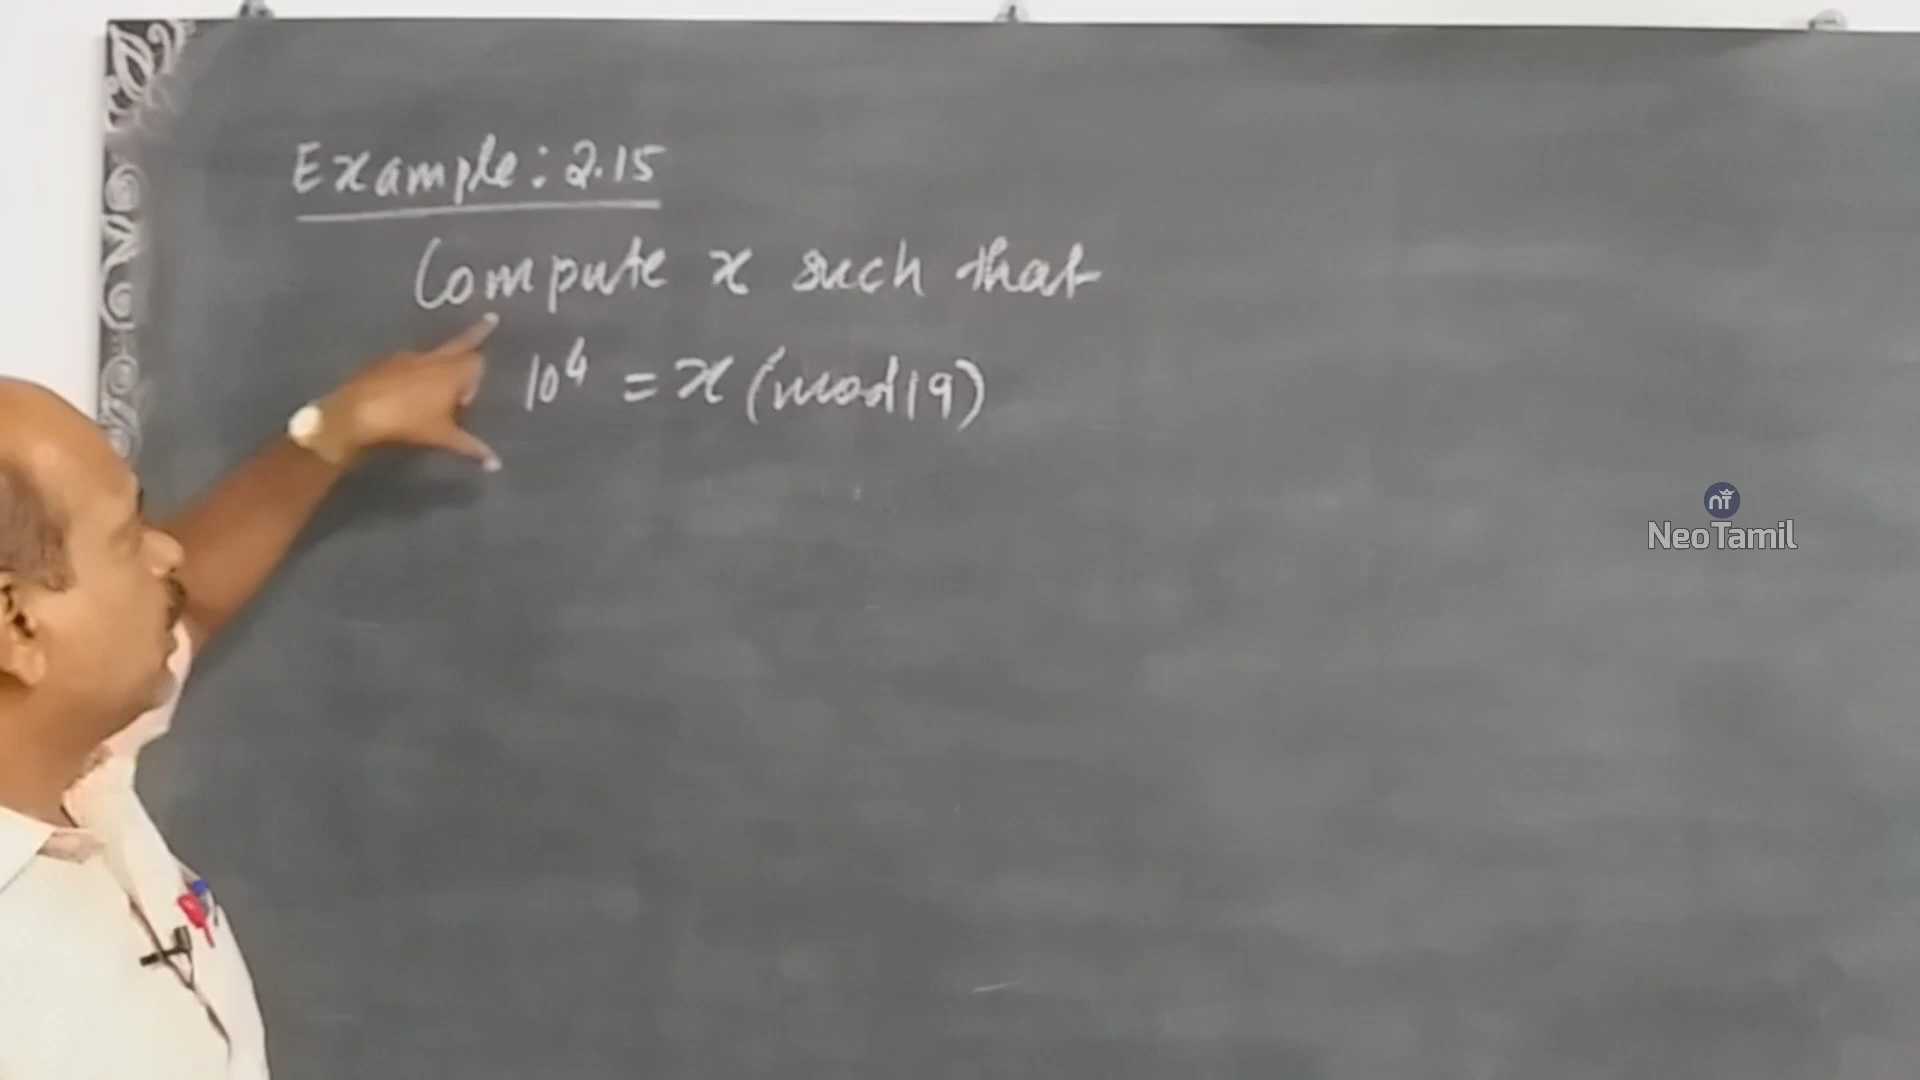 Example: 2.15
Compute x such that
10⁴ = x (mod 19)
NeoTamil